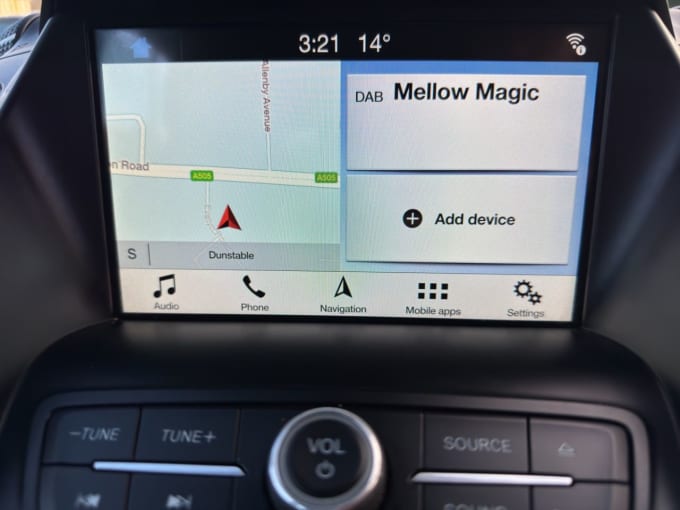 3:21 14°
Allenby Avenue
DAB Mellow Magic
n Road
A505
A505
Add device
S
Dunstable
Audio
Phone
Navigation
Mobile apps
Settings
-TUNE
TUNE+
VOL
SOURCE
SOUND